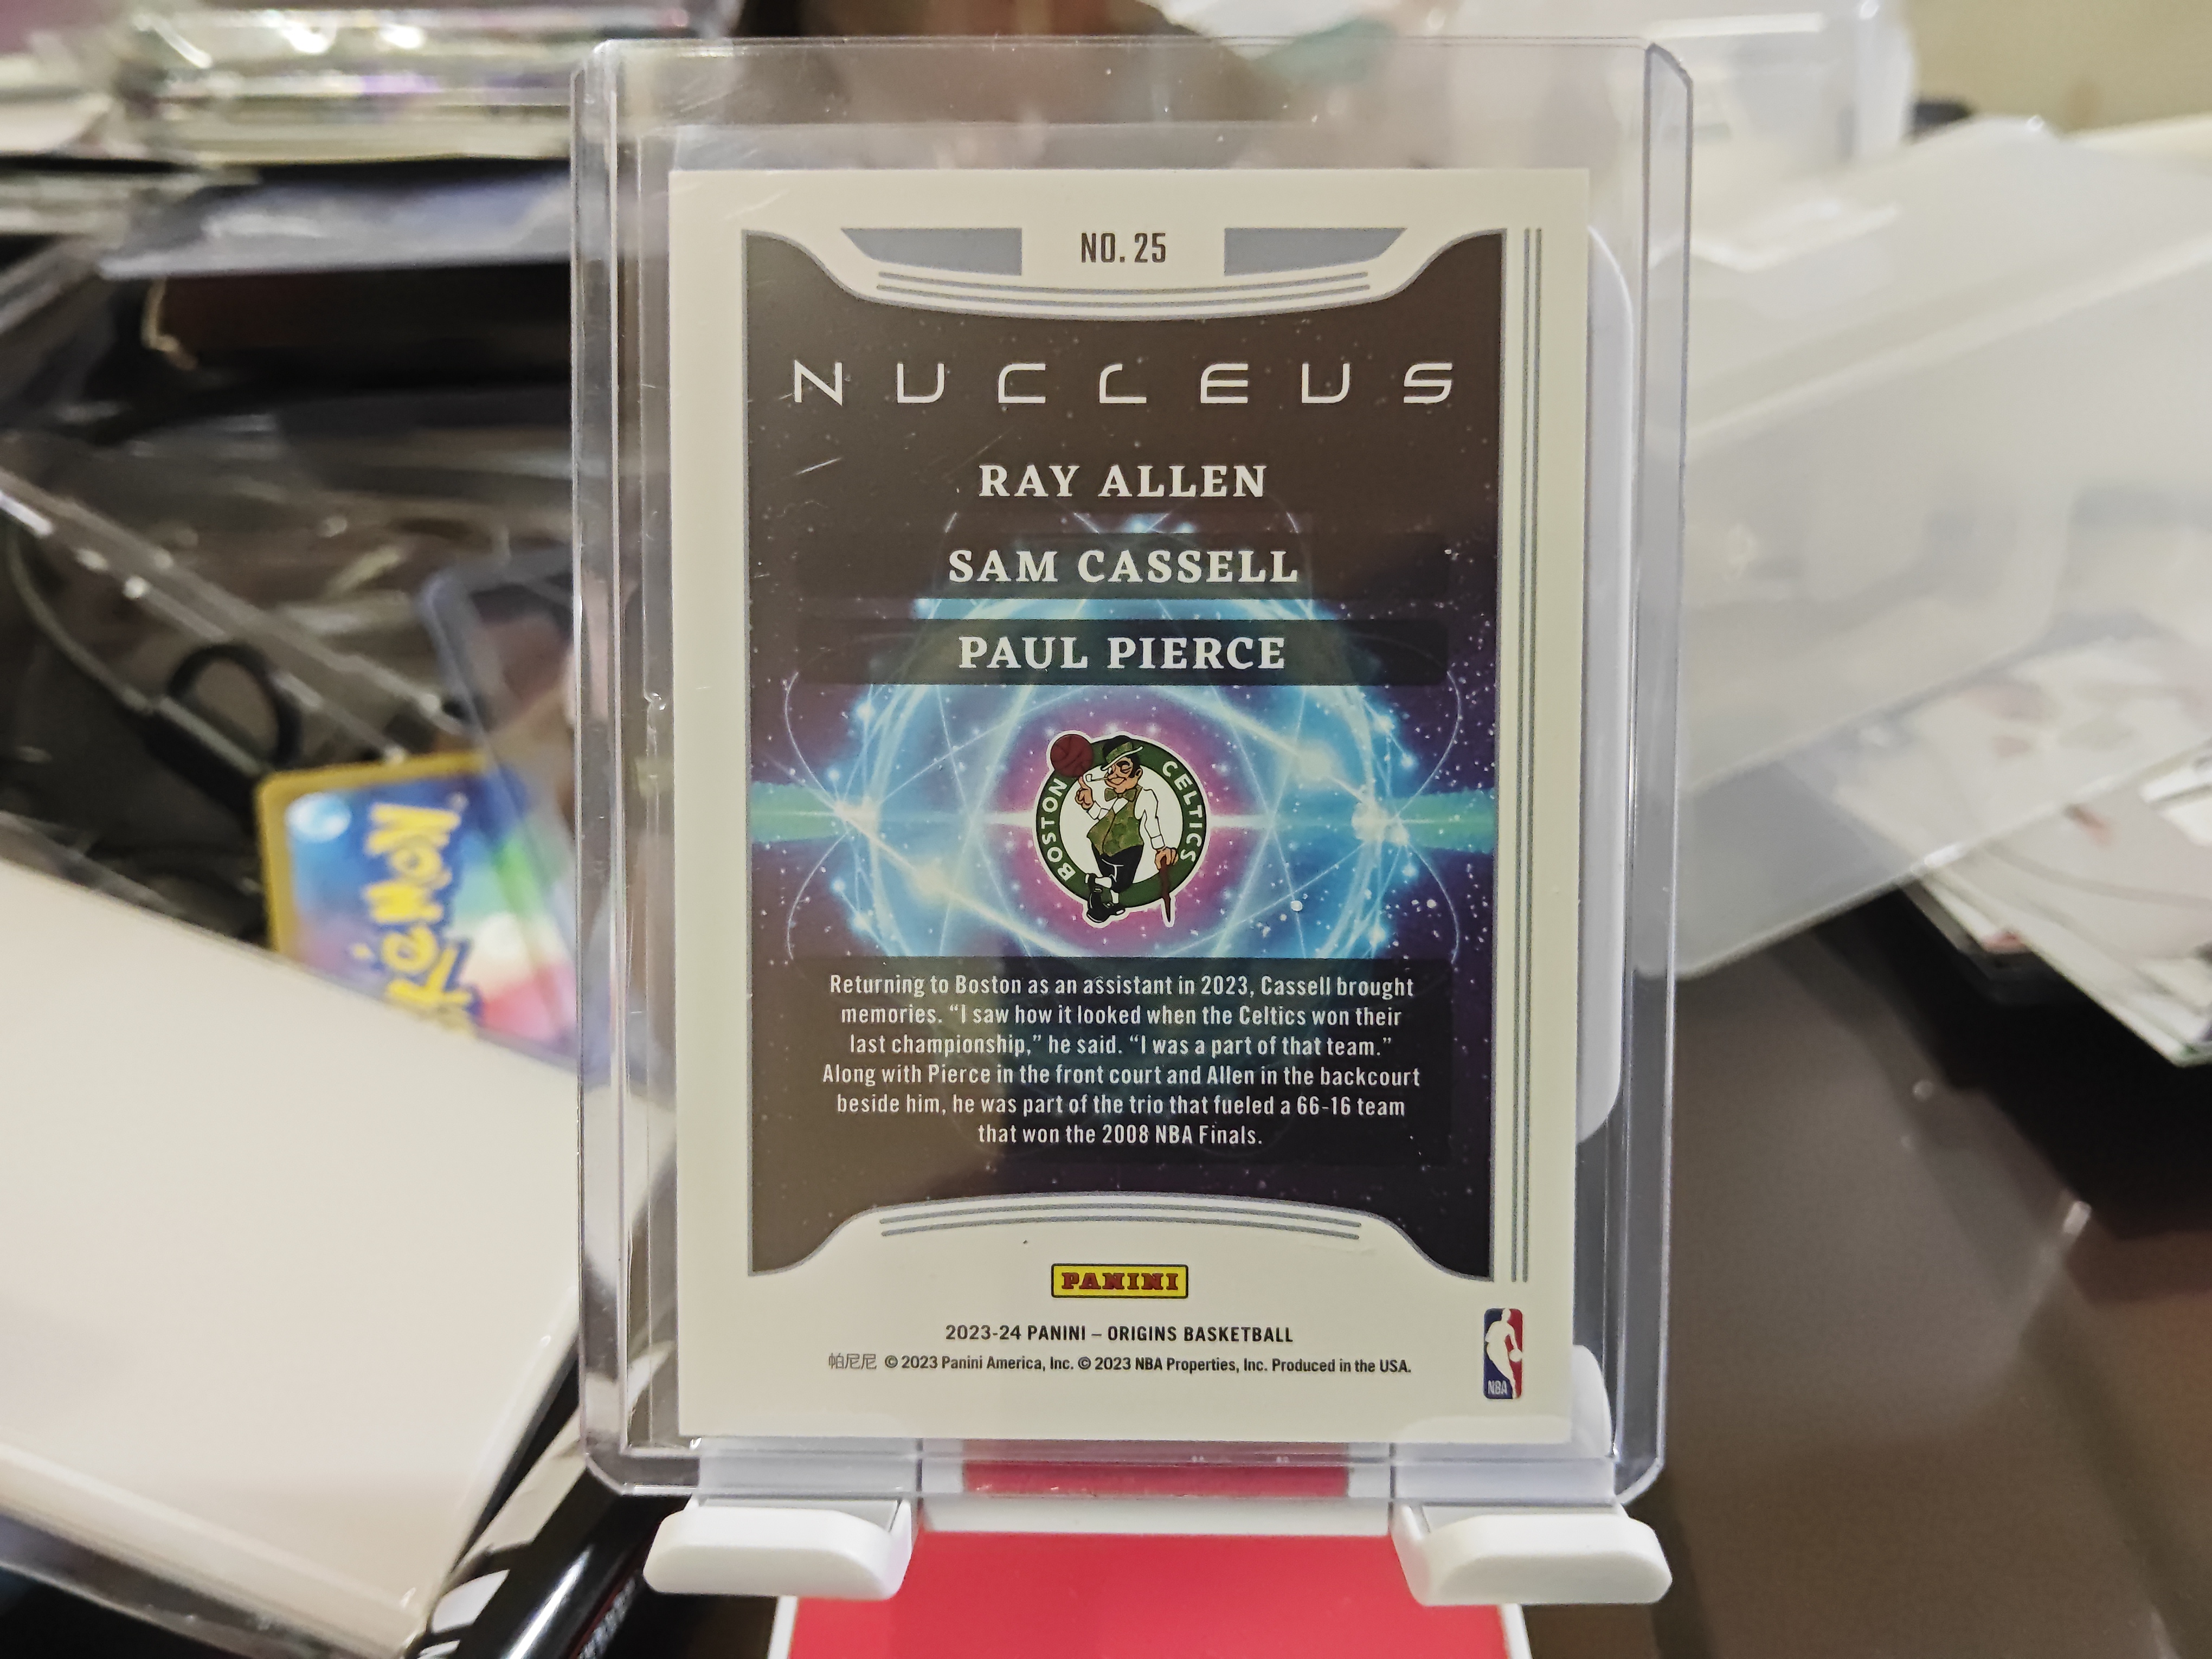 NO. 25
NUCLEUS
RAY ALLEN
SAM CASSELL
PAUL PIERCE
BOSTON CELTICS
Returning to Boston as an assistant in 2023, Cassell brought
memories. “I saw how it looked when the Celtics won their
last championship,” he said. “I was a part of that team.”
Along with Pierce in the front court and Allen in the backcourt
beside him, he was part of the trio that fueled a 66-16 team
that won the 2008 NBA Finals.
PANINI
2023-24 PANINI – ORIGINS BASKETBALL
帕尼尼 © 2023 Panini America, Inc. © 2023 NBA Properties, Inc. Produced in the USA.
NBA
POKéMON